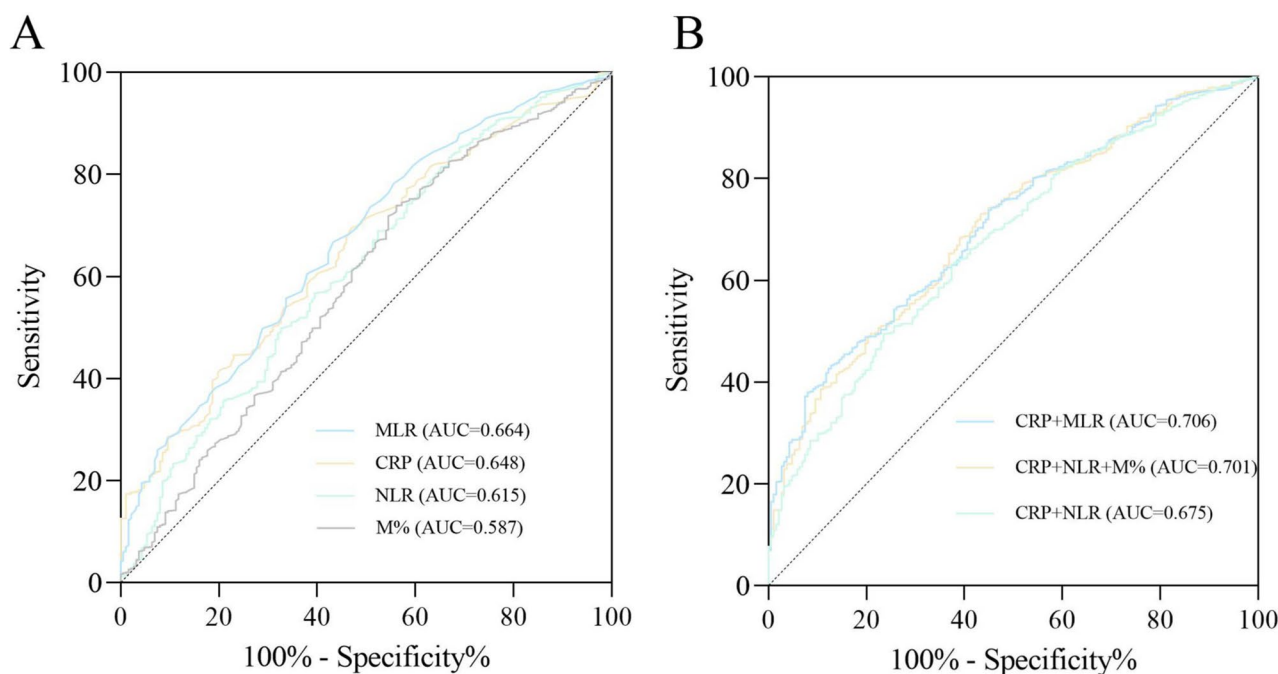 A
100
80
60
40
20
0
Sensitivity
MLR (AUC=0.664)
CRP (AUC=0.648)
NLR (AUC=0.615)
M% (AUC=0.587)
0 20 40 60 80 100
100% - Specificity%
B
100
80
60
40
20
0
Sensitivity
CRP+MLR (AUC=0.706)
CRP+NLR+M% (AUC=0.701)
CRP+NLR (AUC=0.675)
0 20 40 60 80 100
100% - Specificity%